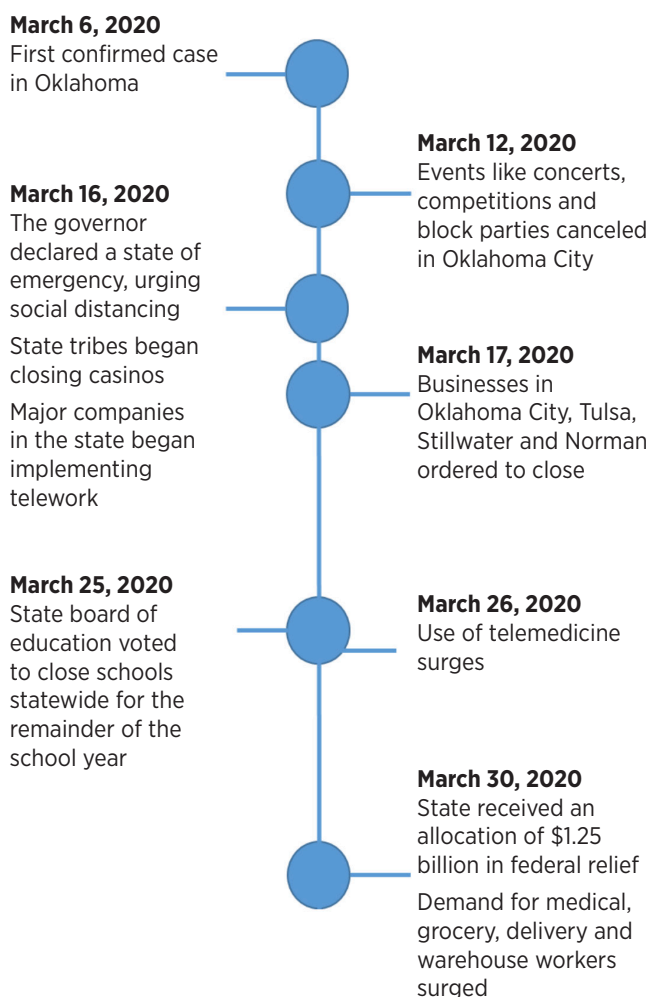 March 6, 2020
First confirmed case
in Oklahoma
March 12, 2020
Events like concerts,
competitions and
block parties canceled
in Oklahoma City
March 16, 2020
The governor
declared a state of
emergency, urging
social distancing
State tribes began
closing casinos
Major companies
in the state began
implementing
telework
March 17, 2020
Businesses in
Oklahoma City, Tulsa,
Stillwater and Norman
ordered to close
March 25, 2020
State board of
education voted
to close schools
statewide for the
remainder of the
school year
March 26, 2020
Use of telemedicine
surges
March 30, 2020
State received an
allocation of $1.25
billion in federal relief
Demand for medical,
grocery, delivery and
warehouse workers
surged